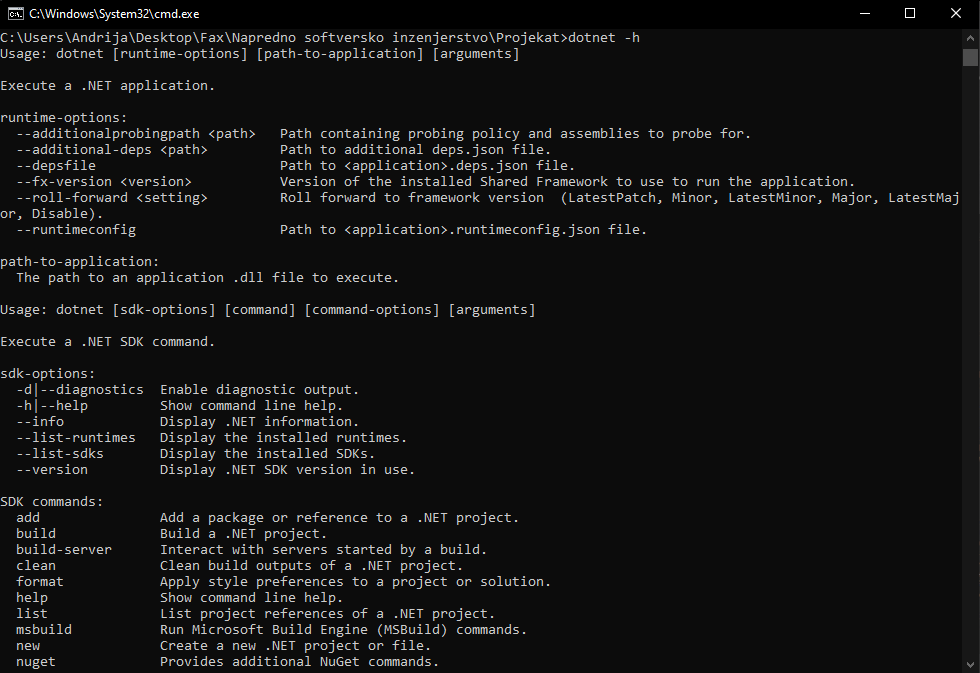 C:\Windows\System32\cmd.exe
C:\Users\Andrija\Desktop\Fax\Napredno softversko inzenjerstvo\Projekat>dotnet -h
Usage: dotnet [runtime-options] [path-to-application] [arguments]

Execute a .NET application.

runtime-options:
  --additionalprobingpath <path>   Path containing probing policy and assemblies to probe for.
  --additional-deps <path>         Path to additional deps.json file.
  --depsfile                       Path to <application>.deps.json file.
  --fx-version <version>           Version of the installed Shared Framework to use to run the application.
  --roll-forward <setting>         Roll forward to framework version  (LatestPatch, Minor, LatestMinor, Major, LatestMaj
or, Disable).
  --runtimeconfig                  Path to <application>.runtimeconfig.json file.

path-to-application:
  The path to an application .dll file to execute.

Usage: dotnet [sdk-options] [command] [command-options] [arguments]

Execute a .NET SDK command.

sdk-options:
  -d|--diagnostics  Enable diagnostic output.
  -h|--help         Show command line help.
  --info            Display .NET information.
  --list-runtimes   Display the installed runtimes.
  --list-sdks       Display the installed SDKs.
  --version         Display .NET SDK version in use.

SDK commands:
  add               Add a package or reference to a .NET project.
  build             Build a .NET project.
  build-server      Interact with servers started by a build.
  clean             Clean build outputs of a .NET project.
  format            Apply style preferences to a project or solution.
  help              Show command line help.
  list              List project references of a .NET project.
  msbuild           Run Microsoft Build Engine (MSBuild) commands.
  new               Create a new .NET project or file.
  nuget             Provides additional NuGet commands.